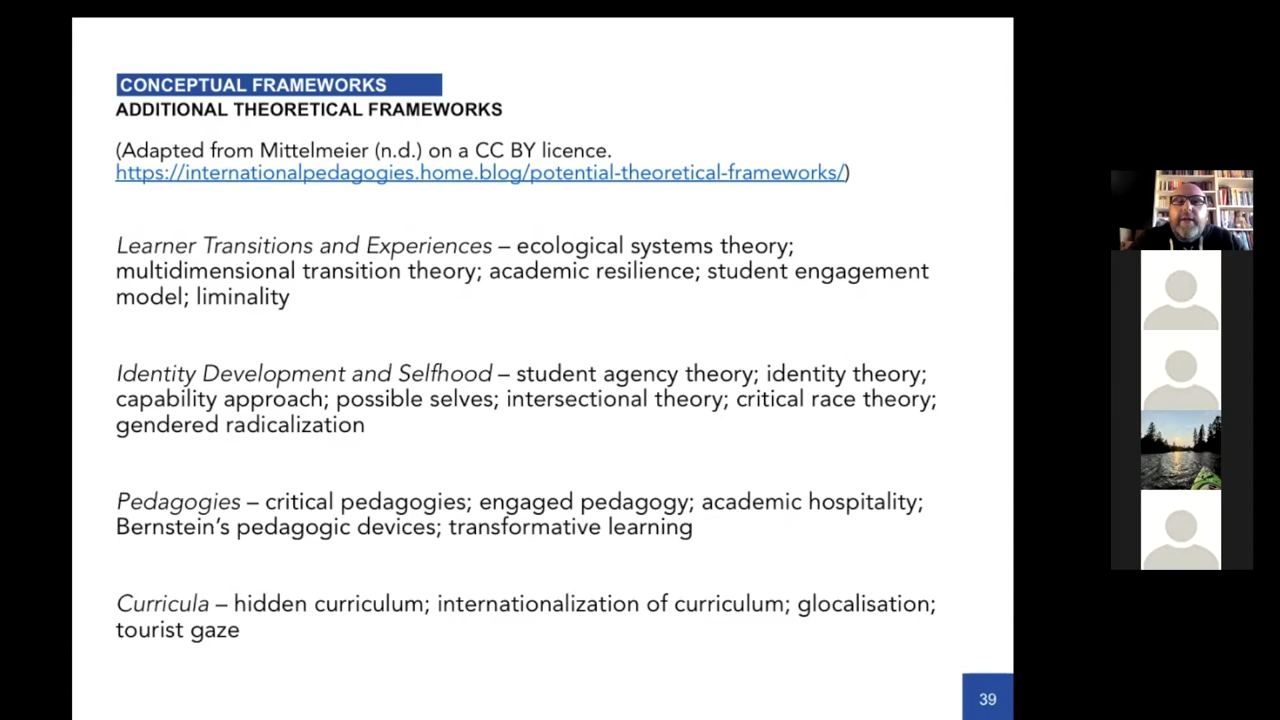 CONCEPTUAL FRAMEWORKS
ADDITIONAL THEORETICAL FRAMEWORKS
(Adapted from Mittelmeier (n.d.) on a CC BY licence.
https://internationalpedagogies.home.blog/potential-theoretical-frameworks/)
Learner Transitions and Experiences – ecological systems theory;
multidimensional transition theory; academic resilience; student engagement
model; liminality
Identity Development and Selfhood – student agency theory; identity theory;
capability approach; possible selves; intersectional theory; critical race theory;
gendered radicalization
Pedagogies – critical pedagogies; engaged pedagogy; academic hospitality;
Bernstein’s pedagogic devices; transformative learning
Curricula – hidden curriculum; internationalization of curriculum; glocalisation;
tourist gaze
39